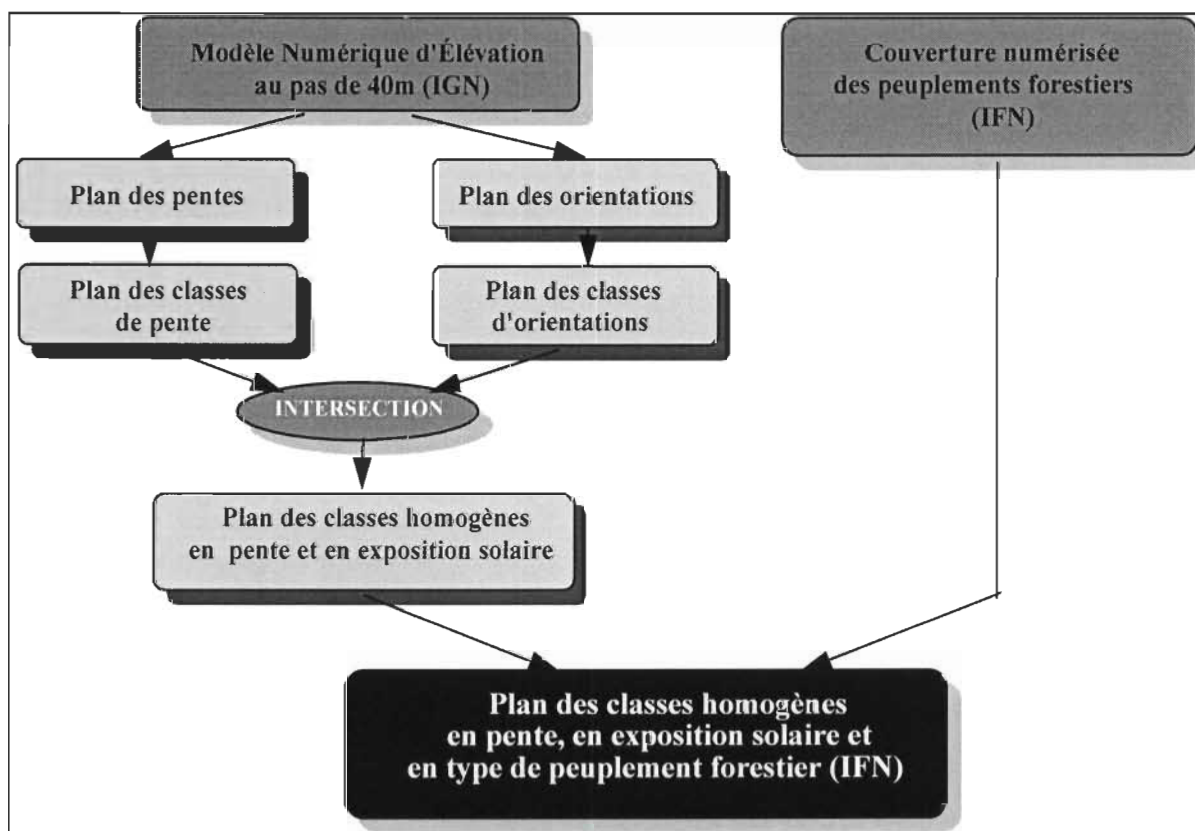 Modèle Numérique d'Élévation
au pas de 40m (IGN)
Couverture numérisée
des peuplements forestiers
(IFN)
Plan des pentes
Plan des orientations
Plan des classes
de pente
Plan des classes
d'orientations
INTERSECTION
Plan des classes homogènes
en pente et en exposition solaire
Plan des classes homogènes
en pente, en exposition solaire et
en type de peuplement forestier (IFN)